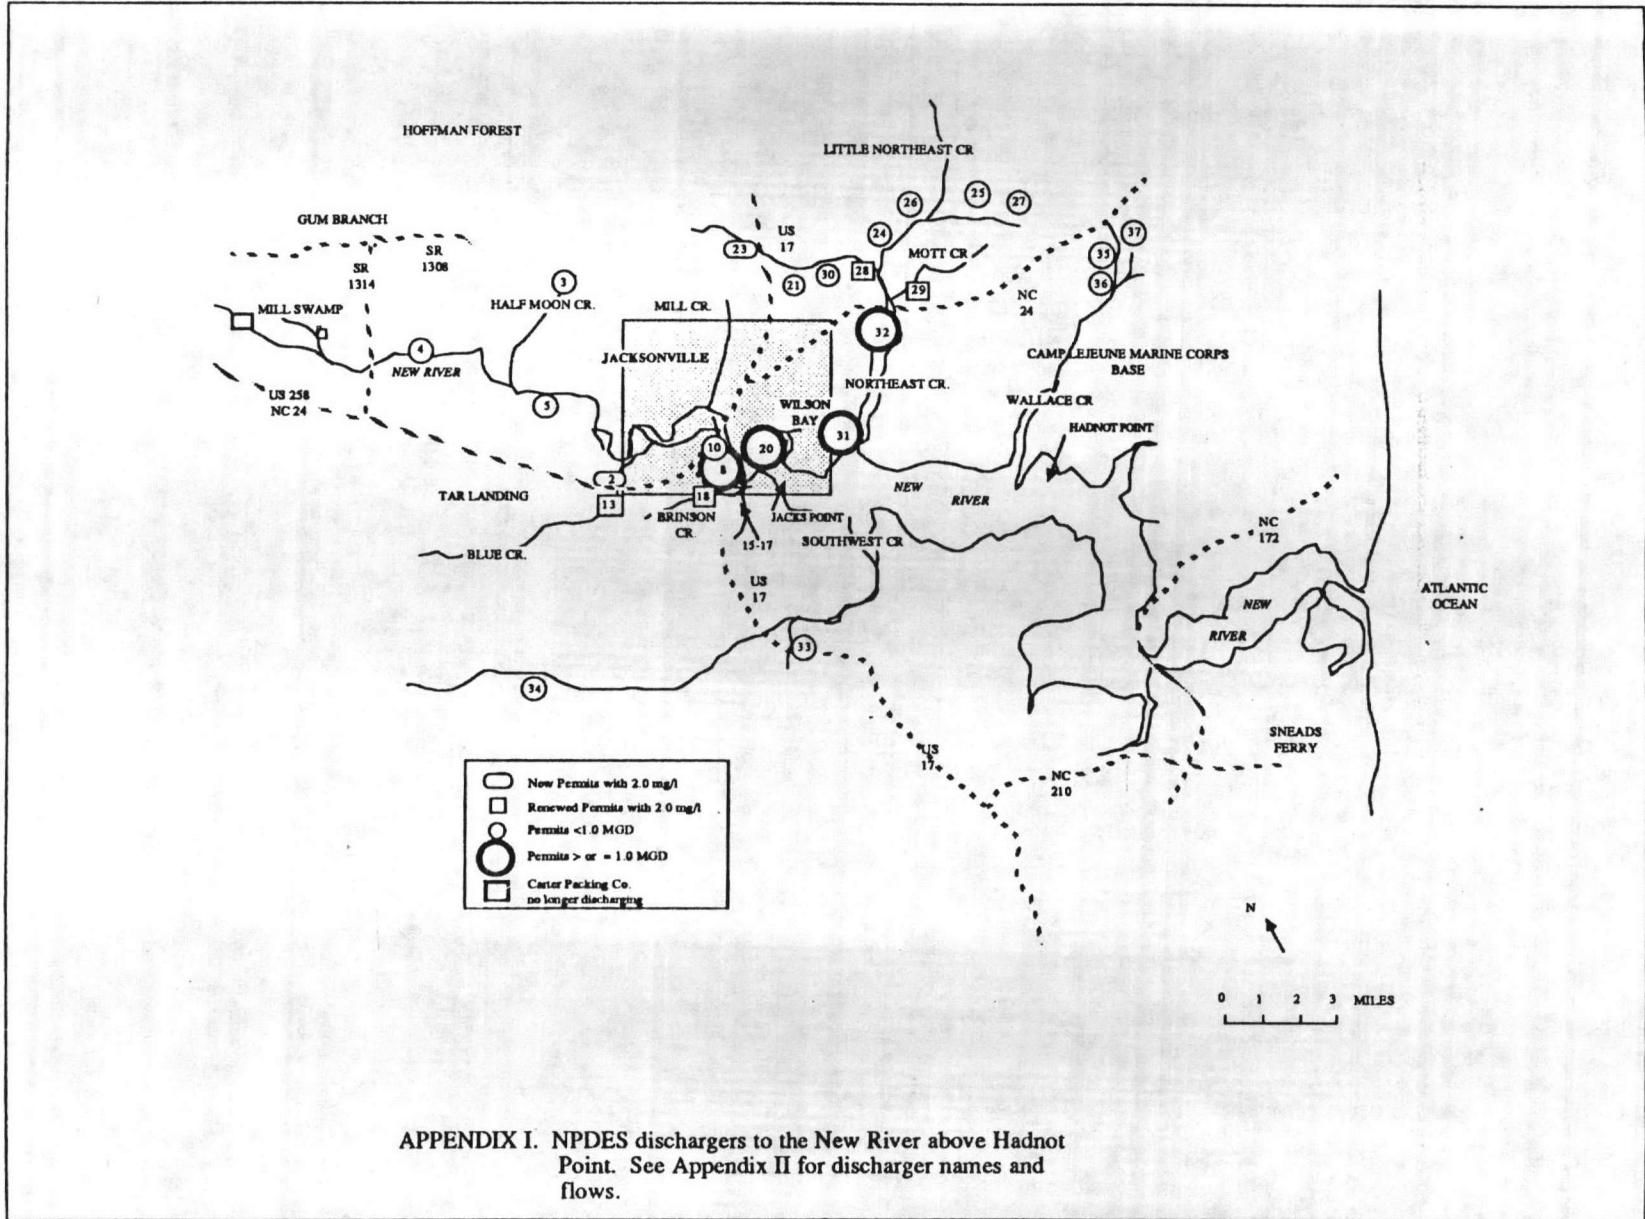 HOFFMAN FOREST
LITTLE NORTHEAST CR
25
27
26
GUM BRANCH
US
17
24
37
23
SR
1308
MOTT CR
35
SR
1314
28
30
21
29
36
3
HALF MOON CR.
MILL CR.
NC
24
MILL SWAMP
32
4
NEW RIVER
JACKSONVILLE
CAMP LEJEUNE MARINE CORPS
BASE
NORTHEAST CR.
US 258
NC 24
5
WILSON
BAY
WALLACE CR
HADNOT POINT
31
10
20
8
2
NEW
RIVER
TAR LANDING
13
18
BRINSON
CR.
JACKS POINT
15-17
SOUTHWEST CR
NC
172
BLUE CR.
US
17
ATLANTIC
OCEAN
NEW
RIVER
33
34
SNEADS
FERRY
US
17
NC
210
New Permits with 2.0 mg/l
Renewed Permits with 2.0 mg/l
Permits <1.0 MGD
Permits > or = 1.0 MGD
Carter Packing Co.
no longer discharging
N
0 1 2 3 MILES
APPENDIX I. NPDES dischargers to the New River above Hadnot
Point. See Appendix II for discharger names and
flows.